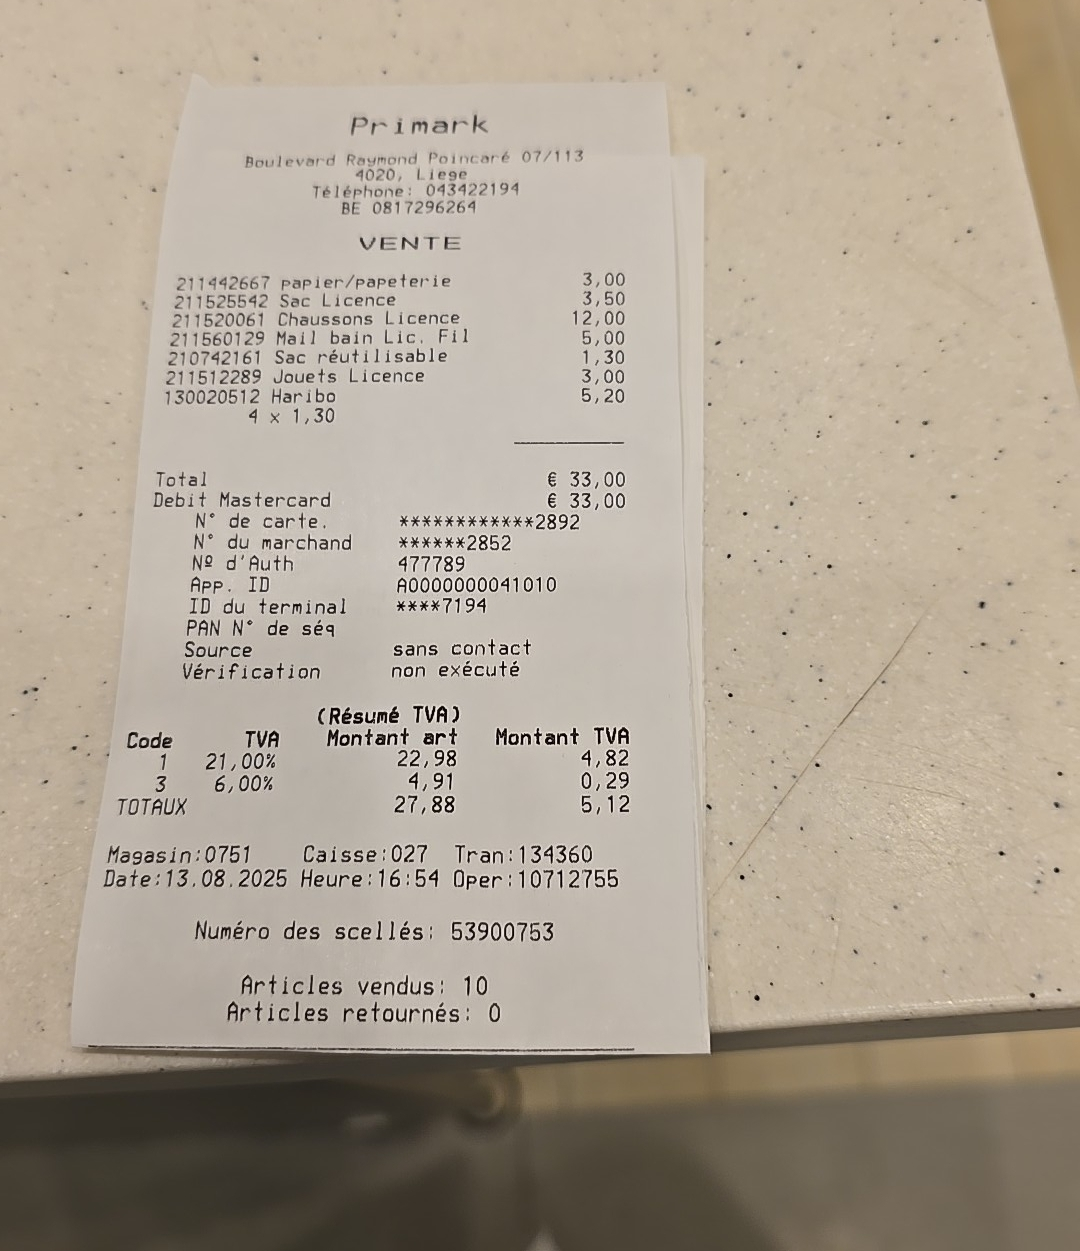 Primark
Boulevard Raymond Poincaré 07/113
4020, Liege
Téléphone: 043422194
BE 0817296264
VENTE
211442667 papier/papeterie 3,00
211525542 Sac Licence 3,50
211520061 Chaussons Licence 12,00
211560129 Mail bain Lic. Fil 5,00
210742161 Sac réutilisable 1,30
211512289 Jouets Licence 3,00
130020512 Haribo 5,20
4 x 1,30
Total € 33,00
Debit Mastercard € 33,00
N° de carte. ************2892
N° du marchand ******2852
Nº d'Auth 477789
App. ID A0000000041010
ID du terminal ****7194
PAN N° de séq
Source sans contact
Vérification non exécuté
(Résumé TVA)
Code TVA Montant art Montant TVA
1 21,00% 22,98 4,82
3 6,00% 4,91 0,29
TOTAUX 27,88 5,12
Magasin:0751 Caisse:027 Tran:134360
Date:13.08.2025 Heure:16:54 Oper:10712755
Numéro des scellés: 53900753
Articles vendus: 10
Articles retournés: 0